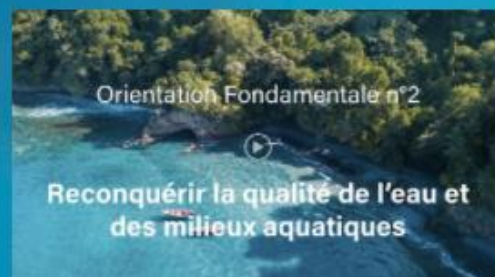 Orientation Fondamentale n°2
Reconquérir la qualité de l'eau et
des milieux aquatiques